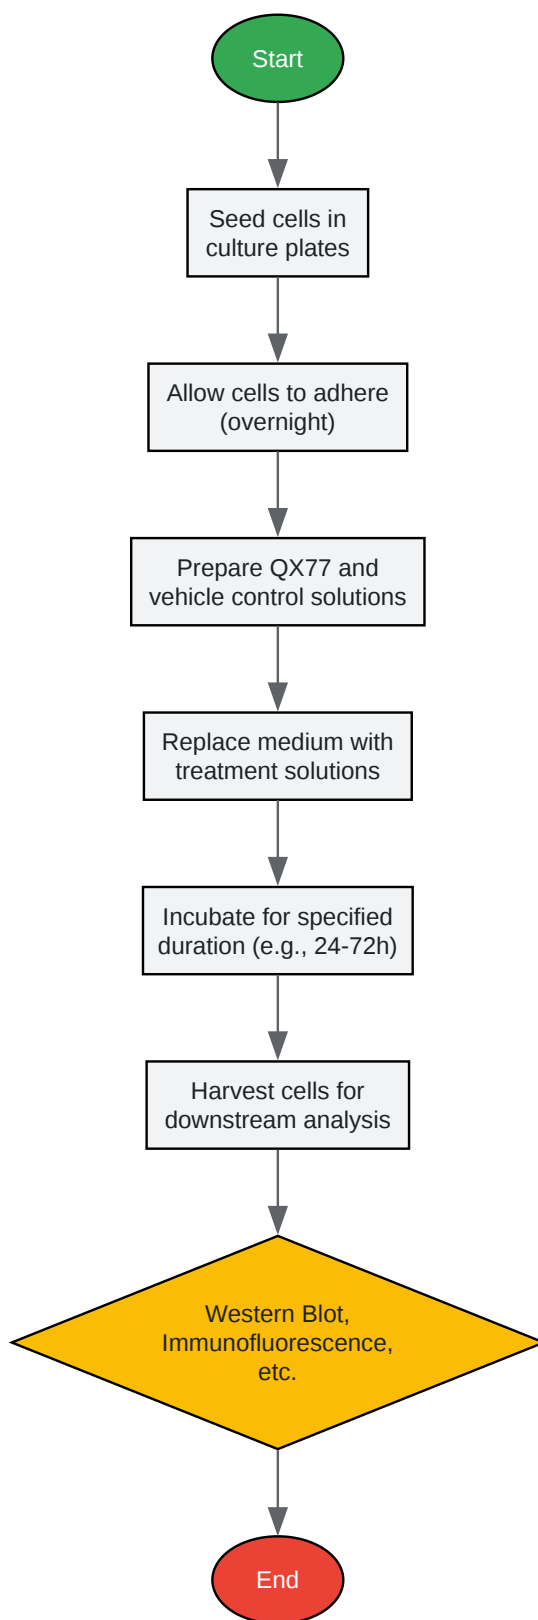 Start
Seed cells in
culture plates
Allow cells to adhere
(overnight)
Prepare QX77 and
vehicle control solutions
Replace medium with
treatment solutions
Incubate for specified
duration (e.g., 24-72h)
Harvest cells for
downstream analysis
Western Blot,
Immunofluorescence,
etc.
End